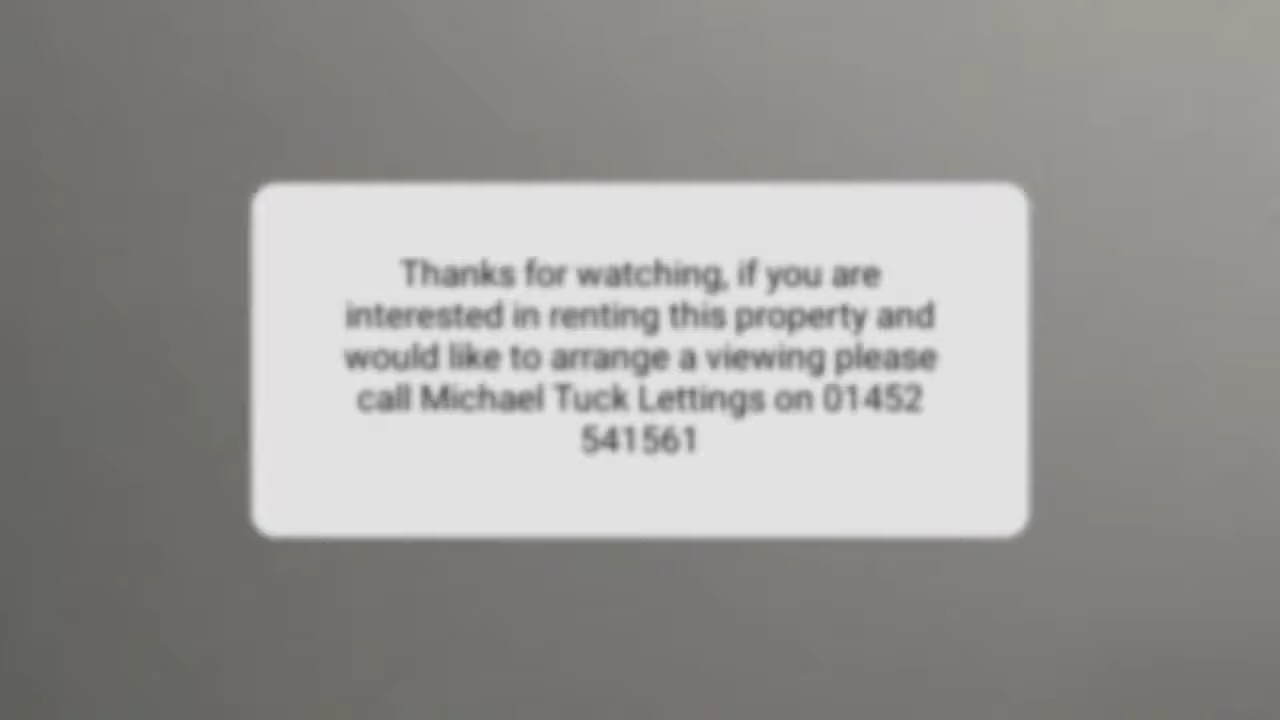 Thanks for watching, if you are
interested in renting this property and
would like to arrange a viewing please
call Michael Tuck Lettings on 01452
541561